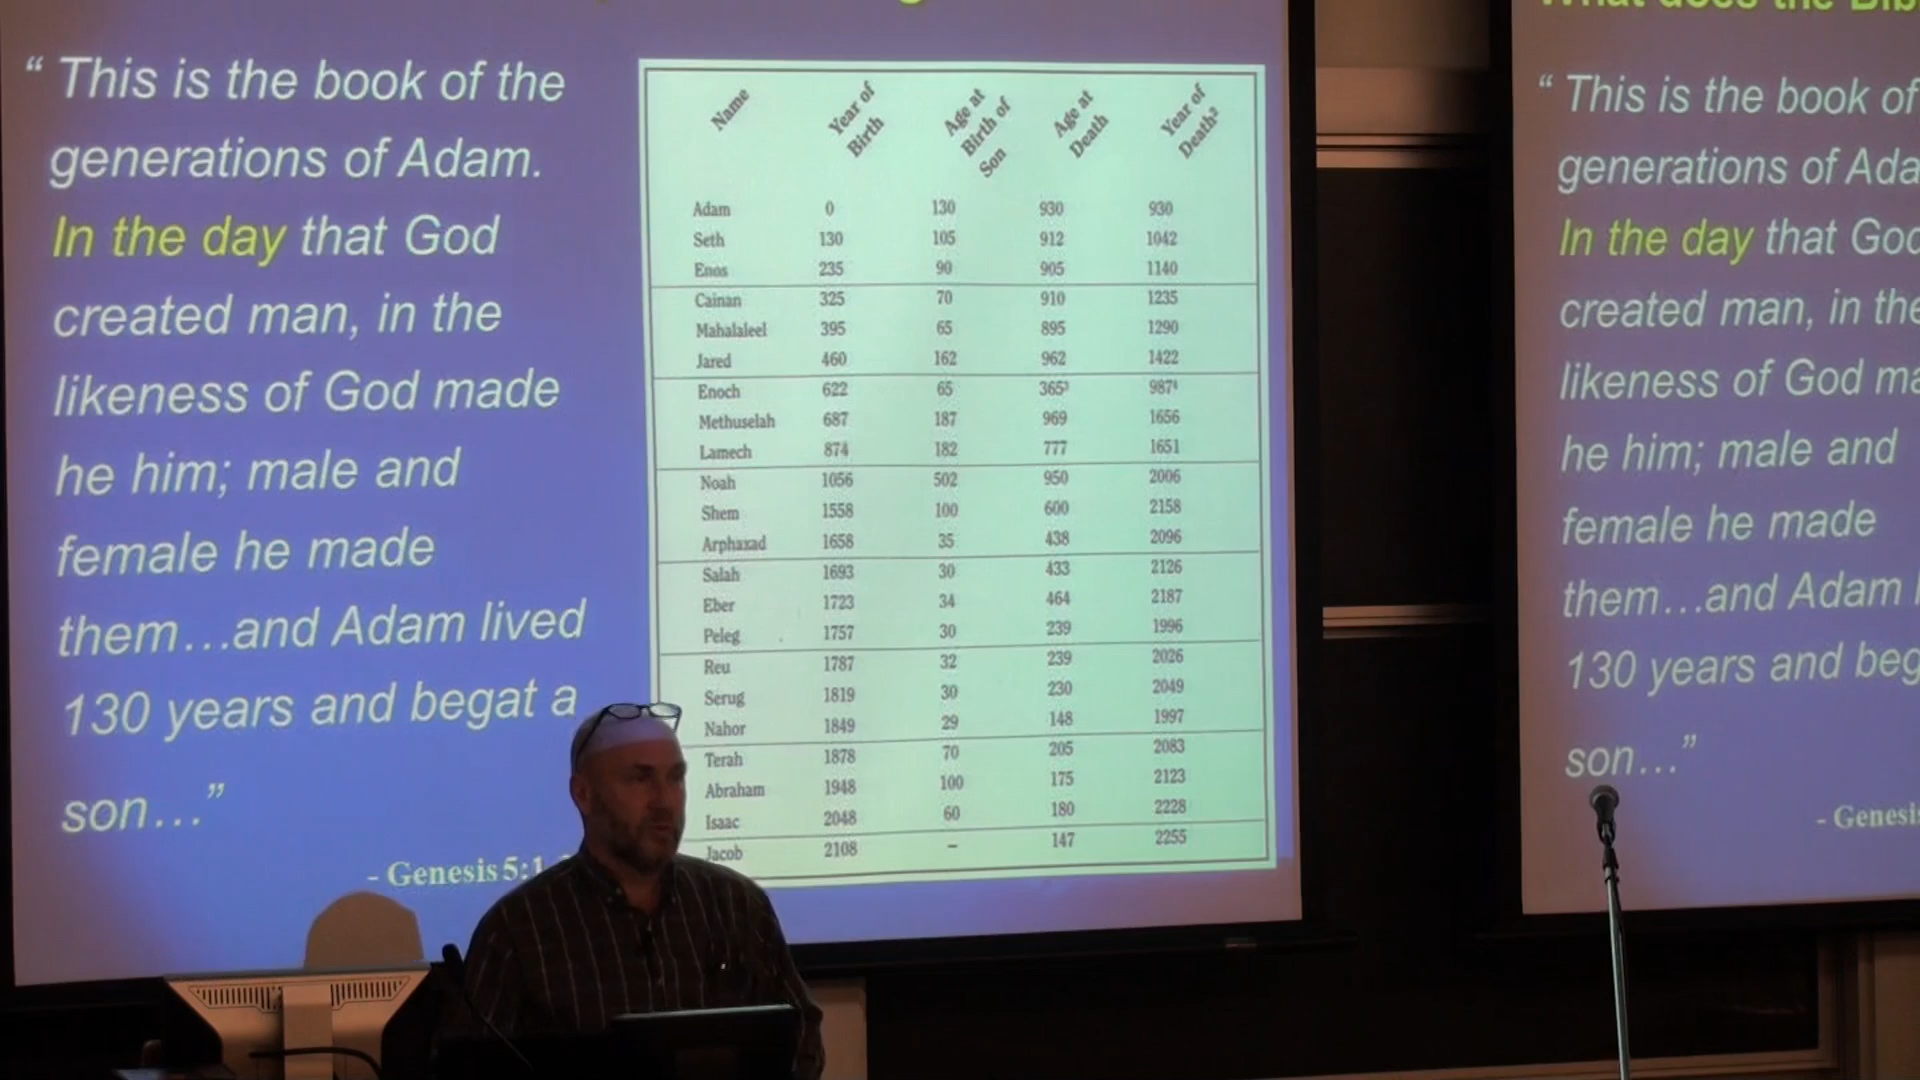 “ This is the book of the
generations of Adam.
In the day that God
created man, in the
likeness of God made
he him; male and
female he made
them…and Adam lived
130 years and begat a
son…”
- Genesis 5:1
Name Year of Birth Age at Birth of Son Age at Death Year of Death²
Adam 0 130 930 930
Seth 130 105 912 1042
Enos 235 90 905 1140
Cainan 325 70 910 1235
Mahalaleel 395 65 895 1290
Jared 460 162 962 1422
Enoch 622 65 365³ 987⁴
Methuselah 687 187 969 1656
Lamech 874 182 777 1651
Noah 1056 502 950 2006
Shem 1558 100 600 2158
Arphaxad 1658 35 438 2096
Salah 1693 30 433 2126
Eber 1723 34 464 2187
Peleg 1757 30 239 1996
Reu 1787 32 239 2026
Serug 1819 30 230 2049
Nahor 1849 29 148 1997
Terah 1878 70 205 2083
Abraham 1948 100 175 2123
Isaac 2048 60 180 2228
Jacob 2108 – 147 2255
What does the Bib
“ This is the book of
generations of Ada
In the day that God
created man, in the
likeness of God ma
he him; male and
female he made
them…and Adam l
130 years and beg
son…”
- Genesis